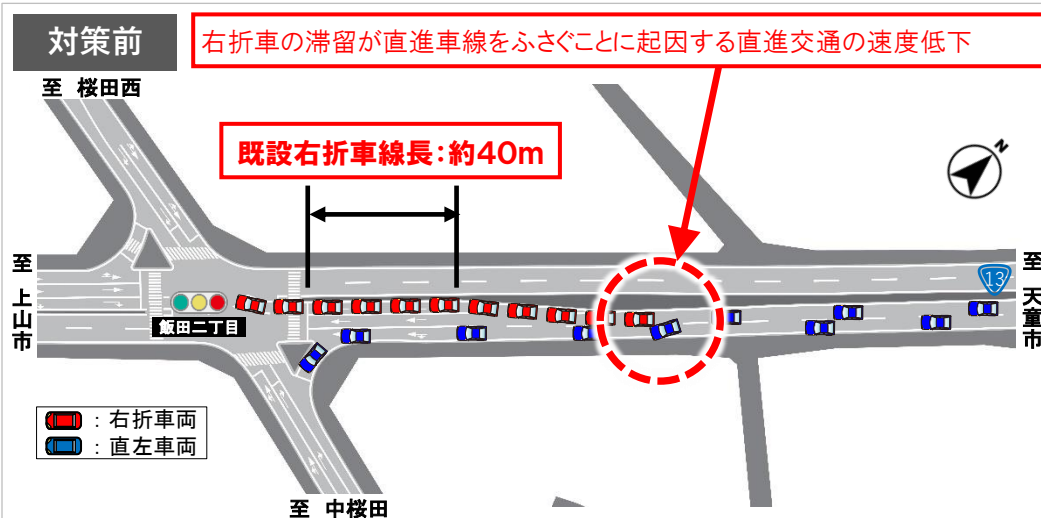 対策前
右折車の滞留が直進車線をふさぐことに起因する直進交通の速度低下
至 桜田西
既設右折車線長:約40m
N
至 上山市
13
至 天童市
飯田二丁目
:右折車両
:直左車両
至 中桜田